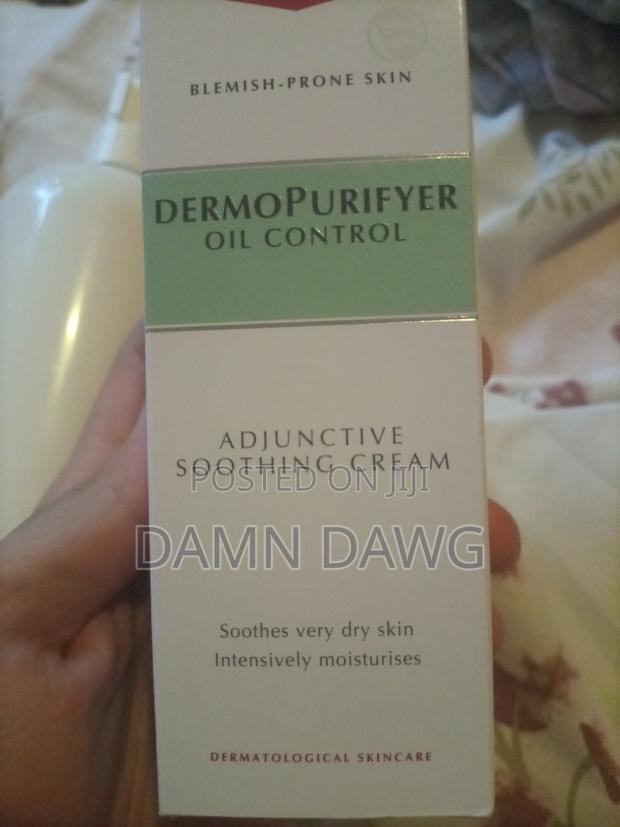 BLEMISH-PRONE SKIN
DERMOPURIFYER
OIL CONTROL
ADJUNCTIVE
SOOTHING CREAM
POSTED ON JIJI
DAMN DAWG
Soothes very dry skin
Intensively moisturises
DERMATOLOGICAL SKINCARE